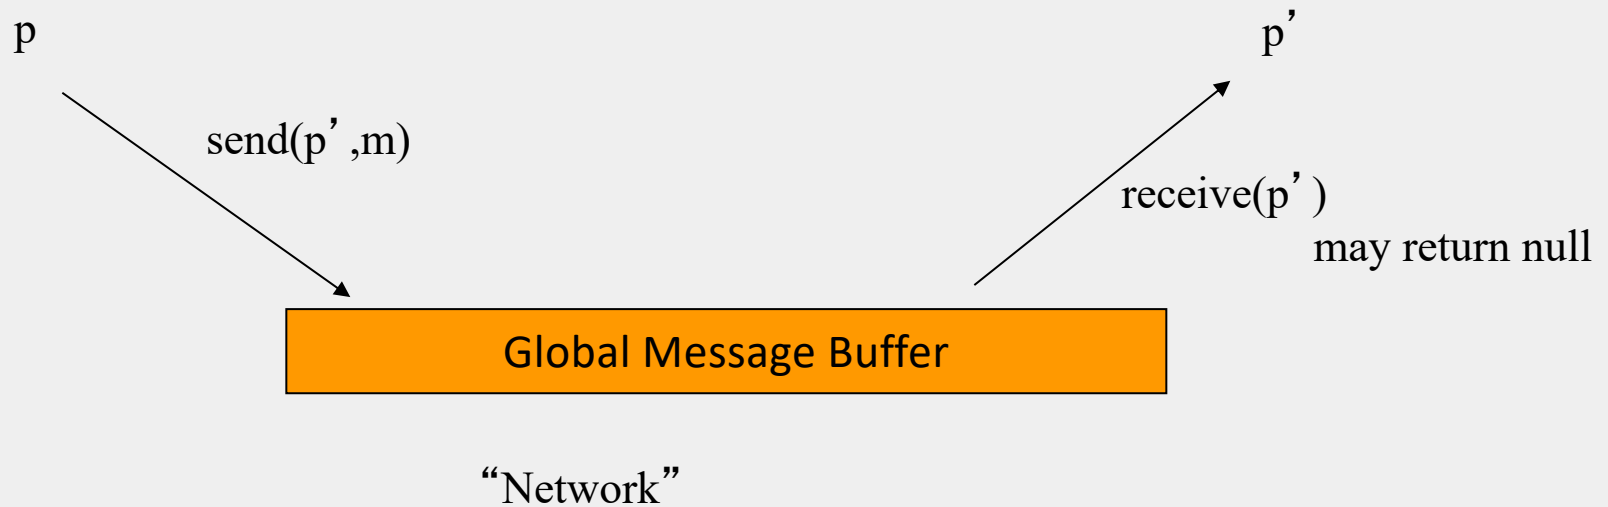 p
p’
send(p’,m)
receive(p’)
may return null
Global Message Buffer
“Network”